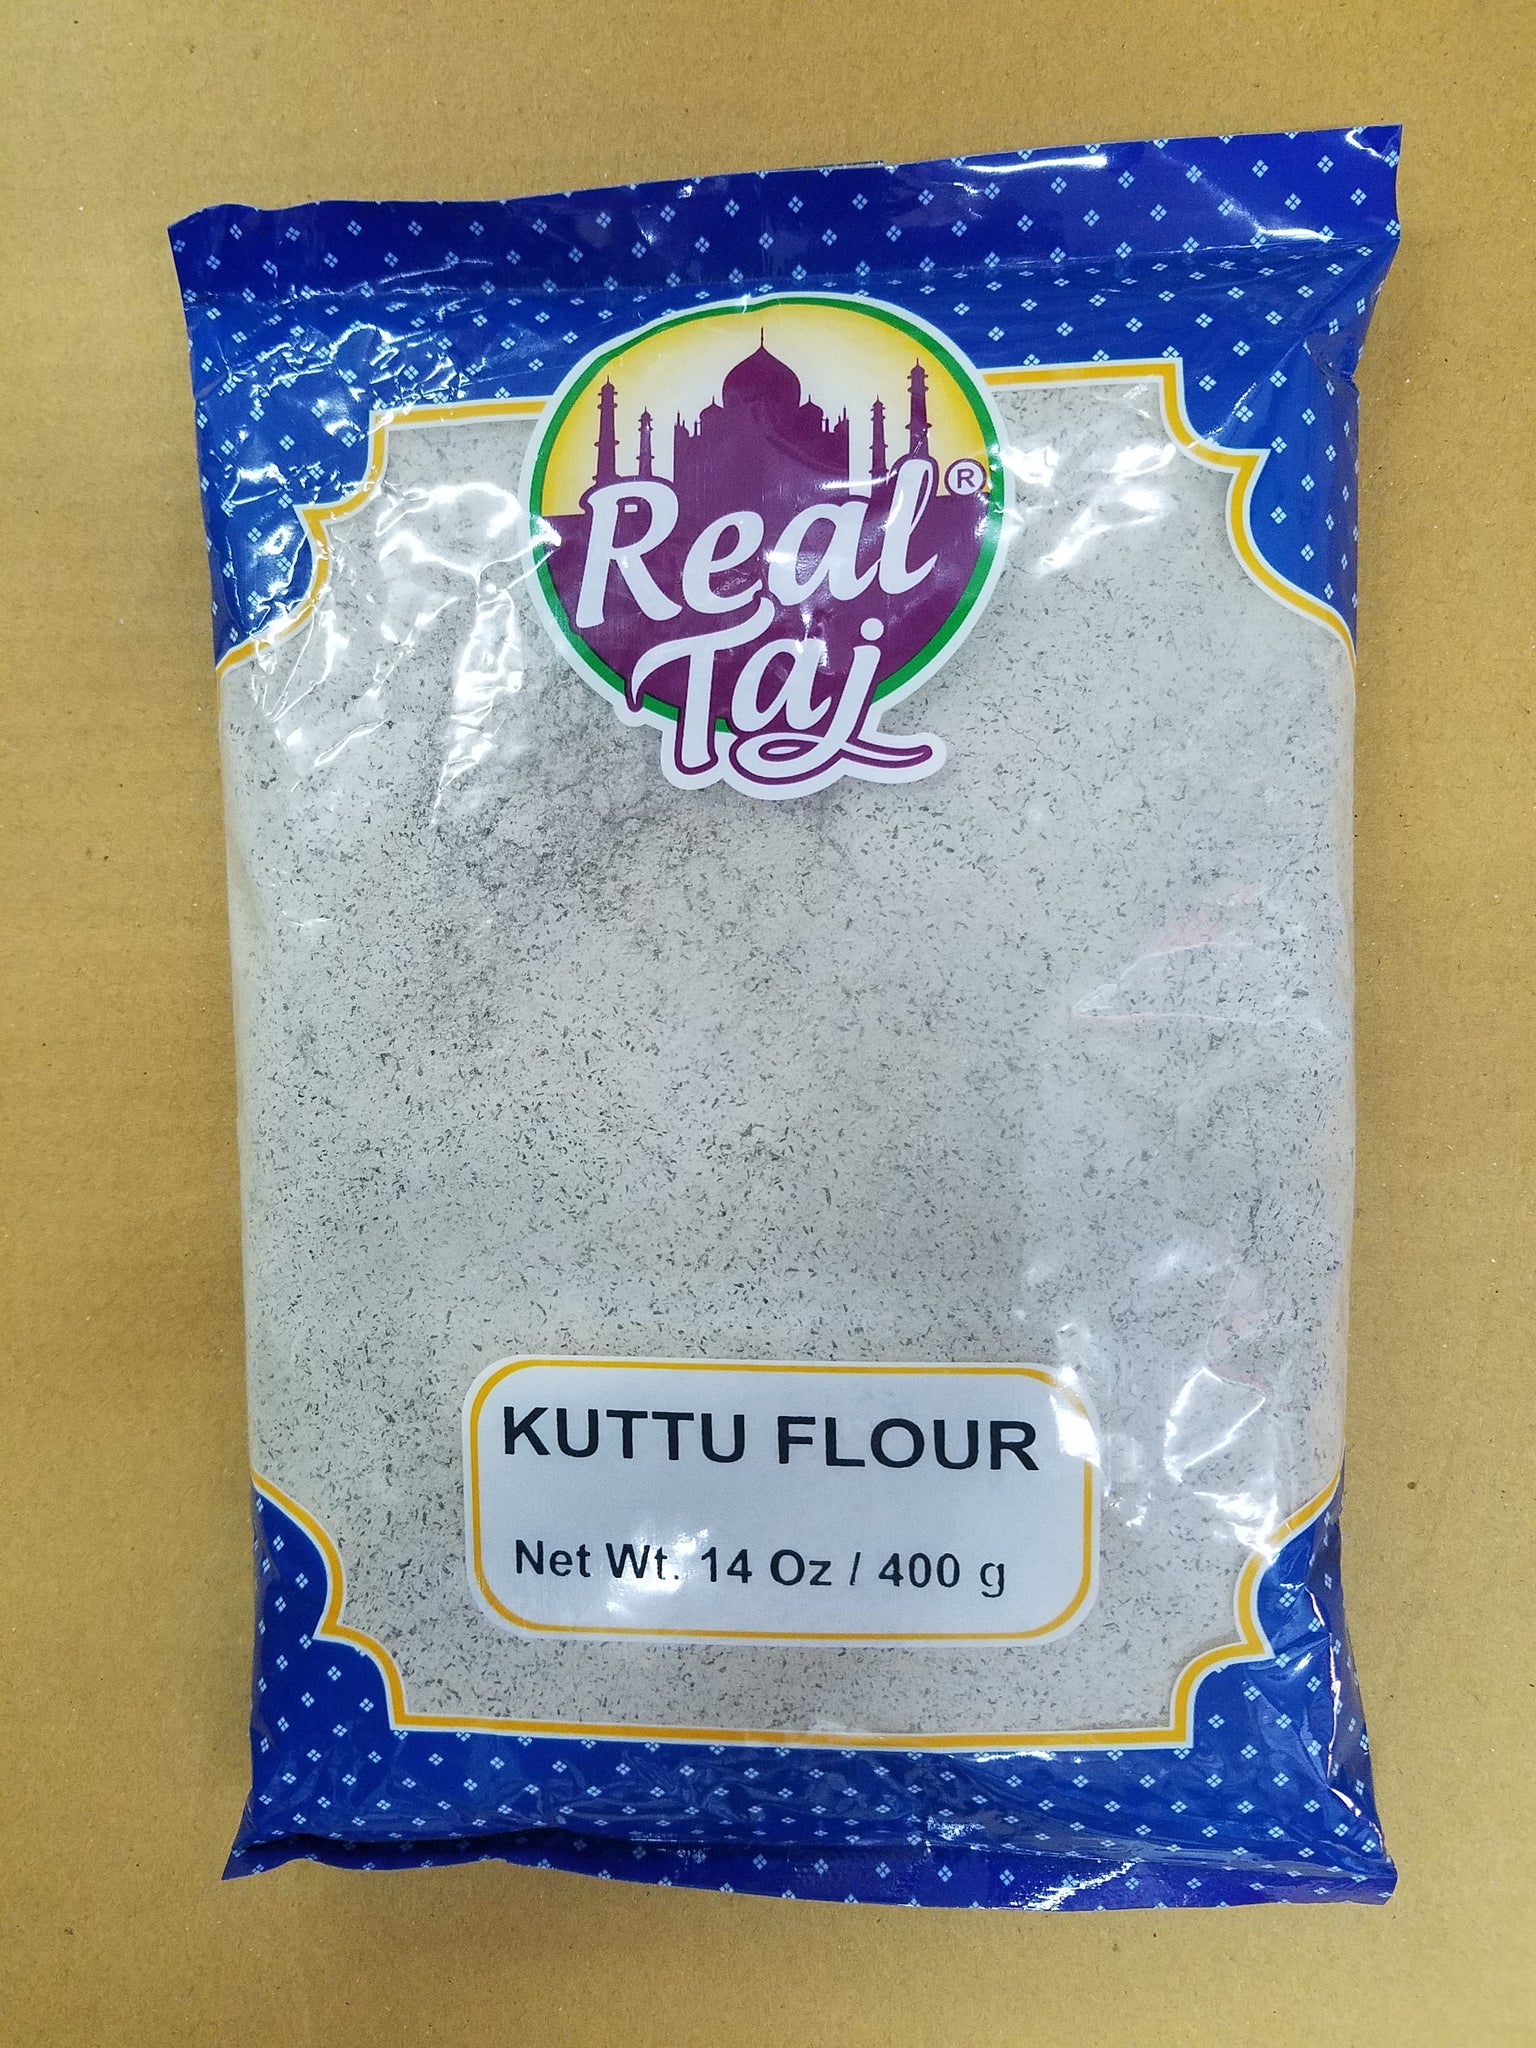 Real
®
Taj
KUTTU FLOUR
Net Wt. 14 Oz / 400 g